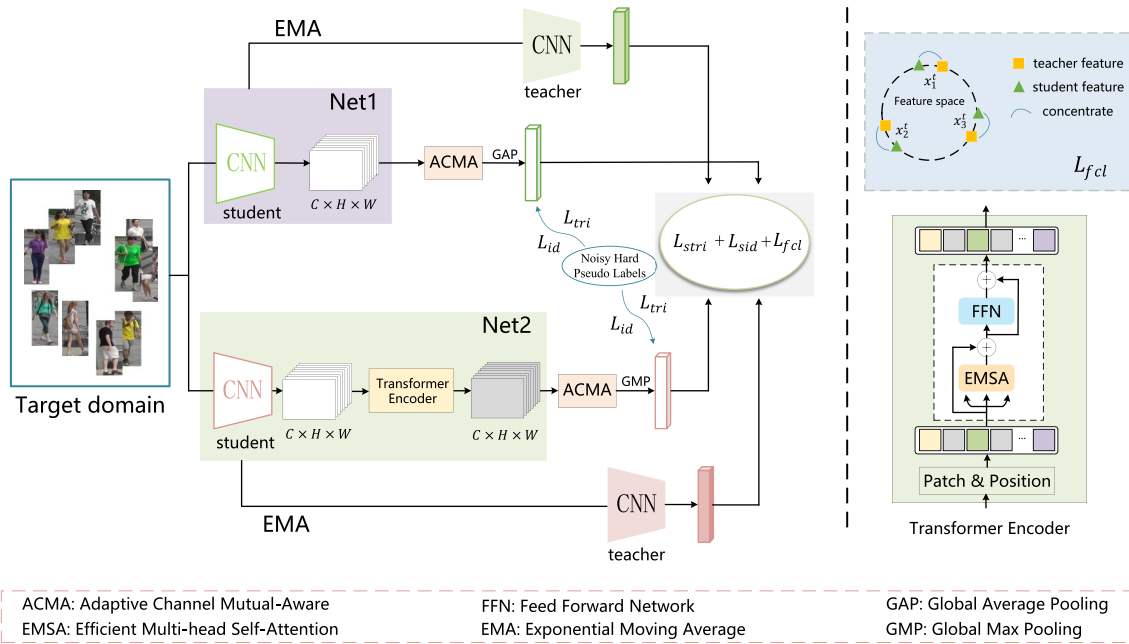 EMA
CNN
teacher
Net1
CNN
student
C × H × W
ACMA
GAP
L_tri
L_id
Noisy Hard
Pseudo Labels
L_tri
L_id
L_stri + L_sid + L_fcl
Target domain
Net2
CNN
student
C × H × W
Transformer
Encoder
C × H × W
ACMA
GMP
EMA
CNN
teacher
teacher feature
student feature
concentrate
Feature space
x_1^t
x_2^t
x_3^t
L_fcl
...
+
FFN
+
EMSA
...
Patch & Position
Transformer Encoder
ACMA: Adaptive Channel Mutual-Aware
FFN: Feed Forward Network
GAP: Global Average Pooling
EMSA: Efficient Multi-head Self-Attention
EMA: Exponential Moving Average
GMP: Global Max Pooling